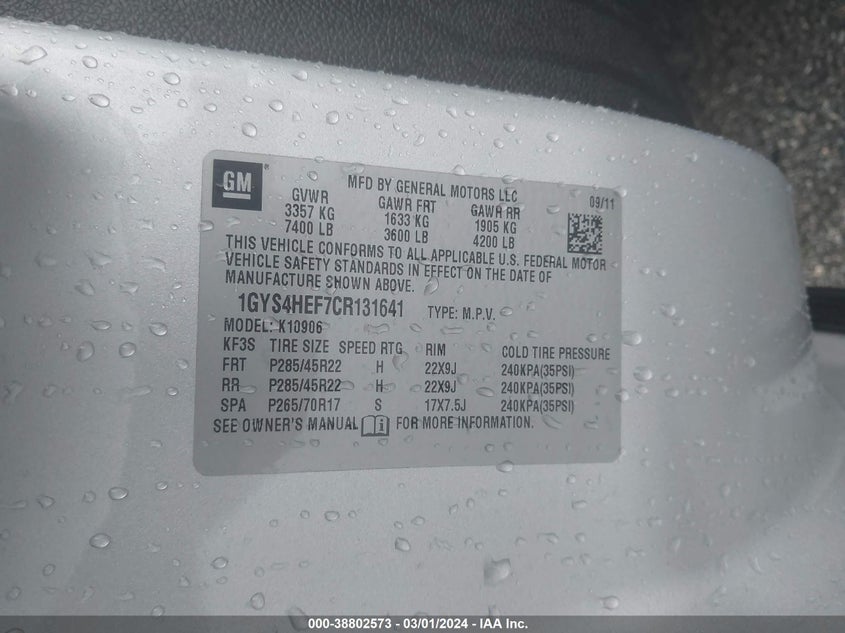 GM®
MFD BY GENERAL MOTORS LLC
09/11
GVWR GAWR FRT GAWR RR
3357 KG 1633 KG 1905 KG
7400 LB 3600 LB 4200 LB
THIS VEHICLE CONFORMS TO ALL APPLICABLE U.S. FEDERAL MOTOR
VEHICLE SAFETY STANDARDS IN EFFECT ON THE DATE OF
MANUFACTURE SHOWN ABOVE.
1GYS4HEF7CR131641 TYPE: M.P.V.
MODEL: K10906
KF3S TIRE SIZE SPEED RTG RIM COLD TIRE PRESSURE
FRT P285/45R22 H 22X9J 240KPA(35PSI)
RR P285/45R22 H 22X9J 240KPA(35PSI)
SPA P265/70R17 S 17X7.5J 240KPA(35PSI)
SEE OWNER'S MANUAL FOR MORE INFORMATION.
000-38802573 - 03/01/2024 - IAA Inc.